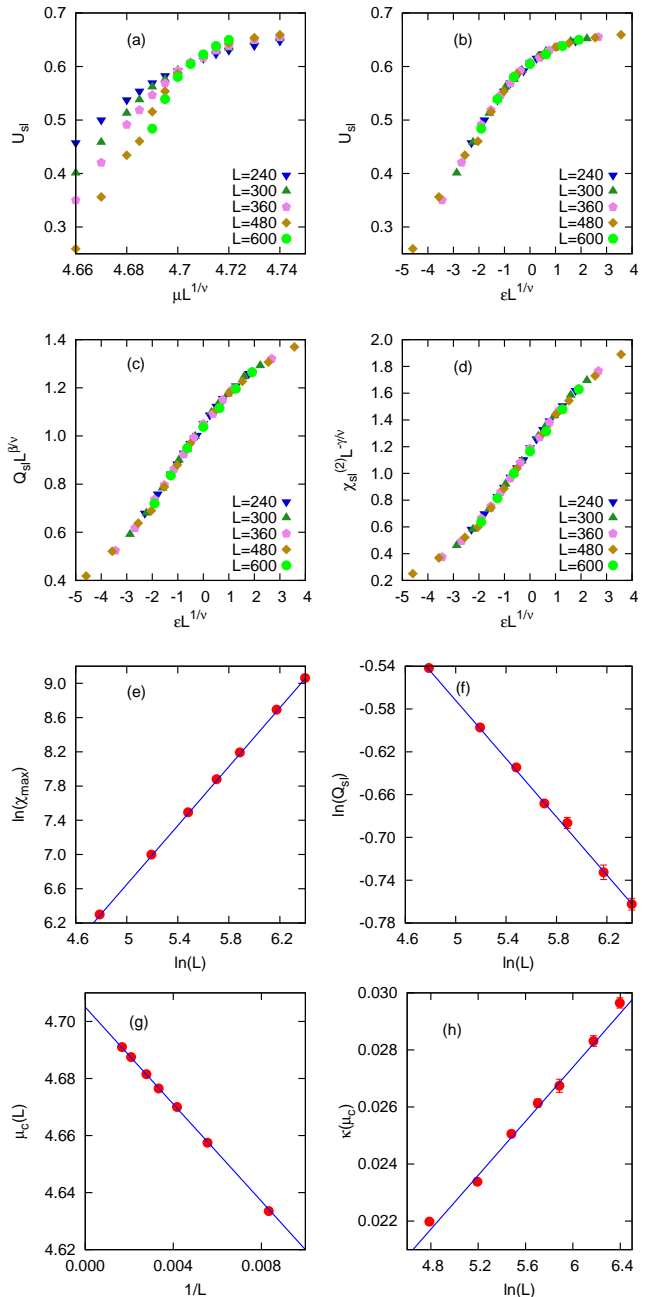 (a)
0.7
0.6
0.5
0.4
0.3
U_sl
L=240
L=300
L=360
L=480
L=600
4.66 4.68 4.7 4.72 4.74
μL^{1/ν}
(b)
0.7
0.6
0.5
0.4
0.3
U_sl
L=240
L=300
L=360
L=480
L=600
-5 -4 -3 -2 -1 0 1 2 3 4
εL^{1/ν}
(c)
1.4
1.2
1.0
0.8
0.6
0.4
Q_sl L^{β/ν}
L=240
L=300
L=360
L=480
L=600
-5 -4 -3 -2 -1 0 1 2 3 4
εL^{1/ν}
(d)
2.0
1.8
1.6
1.4
1.2
1.0
0.8
0.6
0.4
0.2
χ_sl^{(2)} L^{-γ/ν}
L=240
L=300
L=360
L=480
L=600
-5 -4 -3 -2 -1 0 1 2 3 4
εL^{1/ν}
(e)
9.0
8.6
8.2
7.8
7.4
7.0
6.6
6.2
ln(χ_max)
4.6 5 5.4 5.8 6.2
ln(L)
(f)
-0.54
-0.58
-0.62
-0.66
-0.70
-0.74
-0.78
ln(Q_sl)
4.6 5 5.4 5.8 6.2
ln(L)
(g)
4.70
4.68
4.66
4.64
4.62
μ_c(L)
0.000 0.004 0.008
1/L
(h)
0.030
0.028
0.026
0.024
0.022
κ(μ_c)
4.8 5.2 5.6 6 6.4
ln(L)